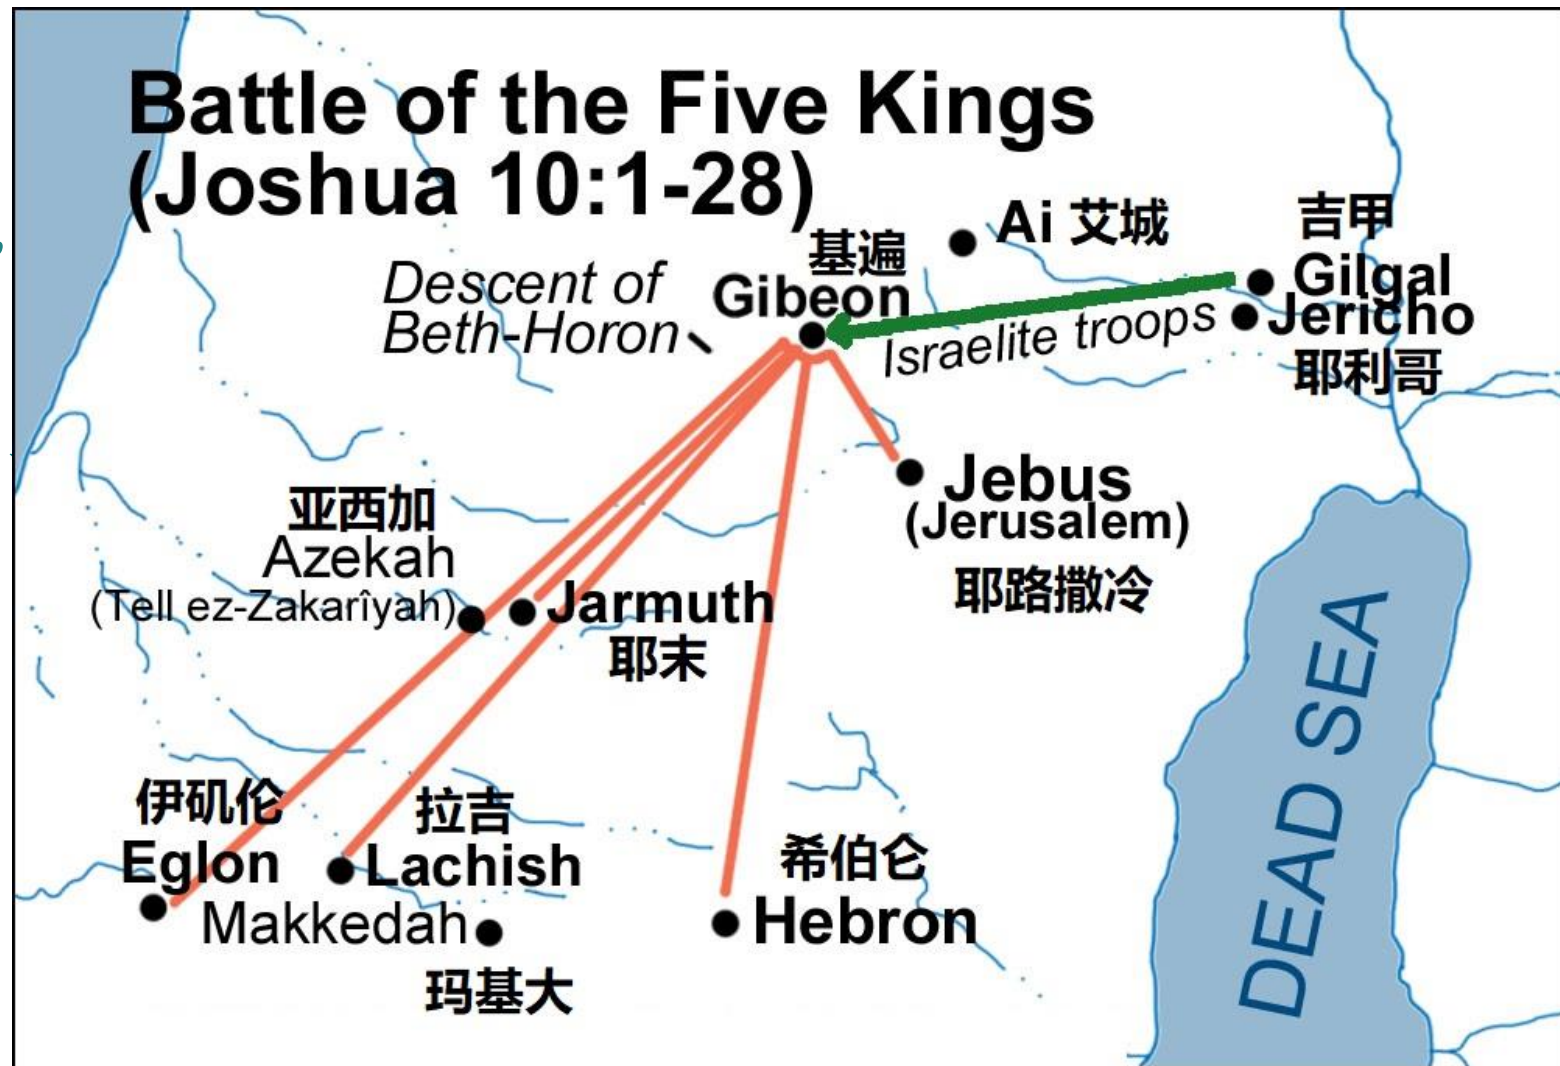 Battle of the Five Kings
(Joshua 10:1-28)
Ai 艾城
吉甲
Gilgal
Jericho
耶利哥
基遍
Gibeon
Descent of
Beth-Horon
Israelite troops
Jebus
(Jerusalem)
耶路撒冷
亚西加
Azekah
(Tell ez-Zakarîyah)
Jarmuth
耶末
伊矶伦
Eglon
拉吉
Lachish
Makkedah
玛基大
希伯仑
Hebron
DEAD SEA